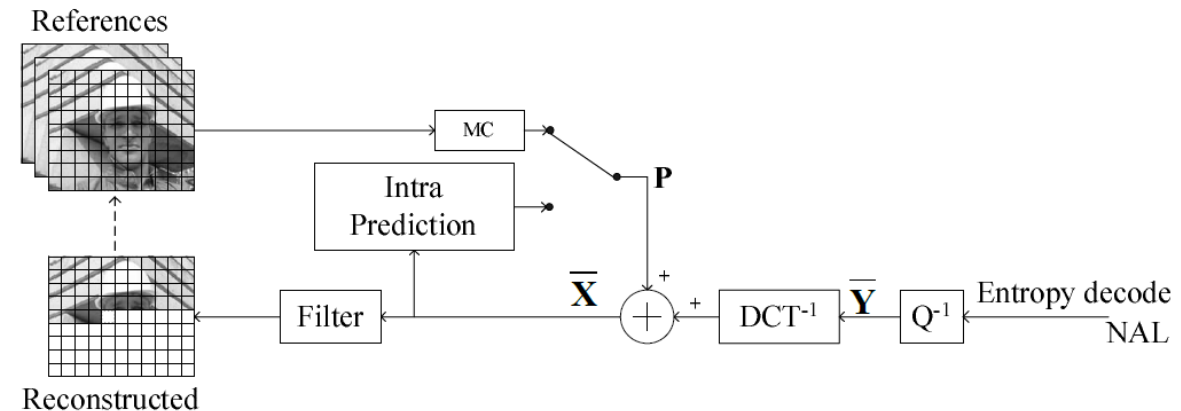 References
MC
Intra
Prediction
P
+
X̅
+
DCT⁻¹
Y̅
Q⁻¹
Entropy decode
NAL
Filter
Reconstructed